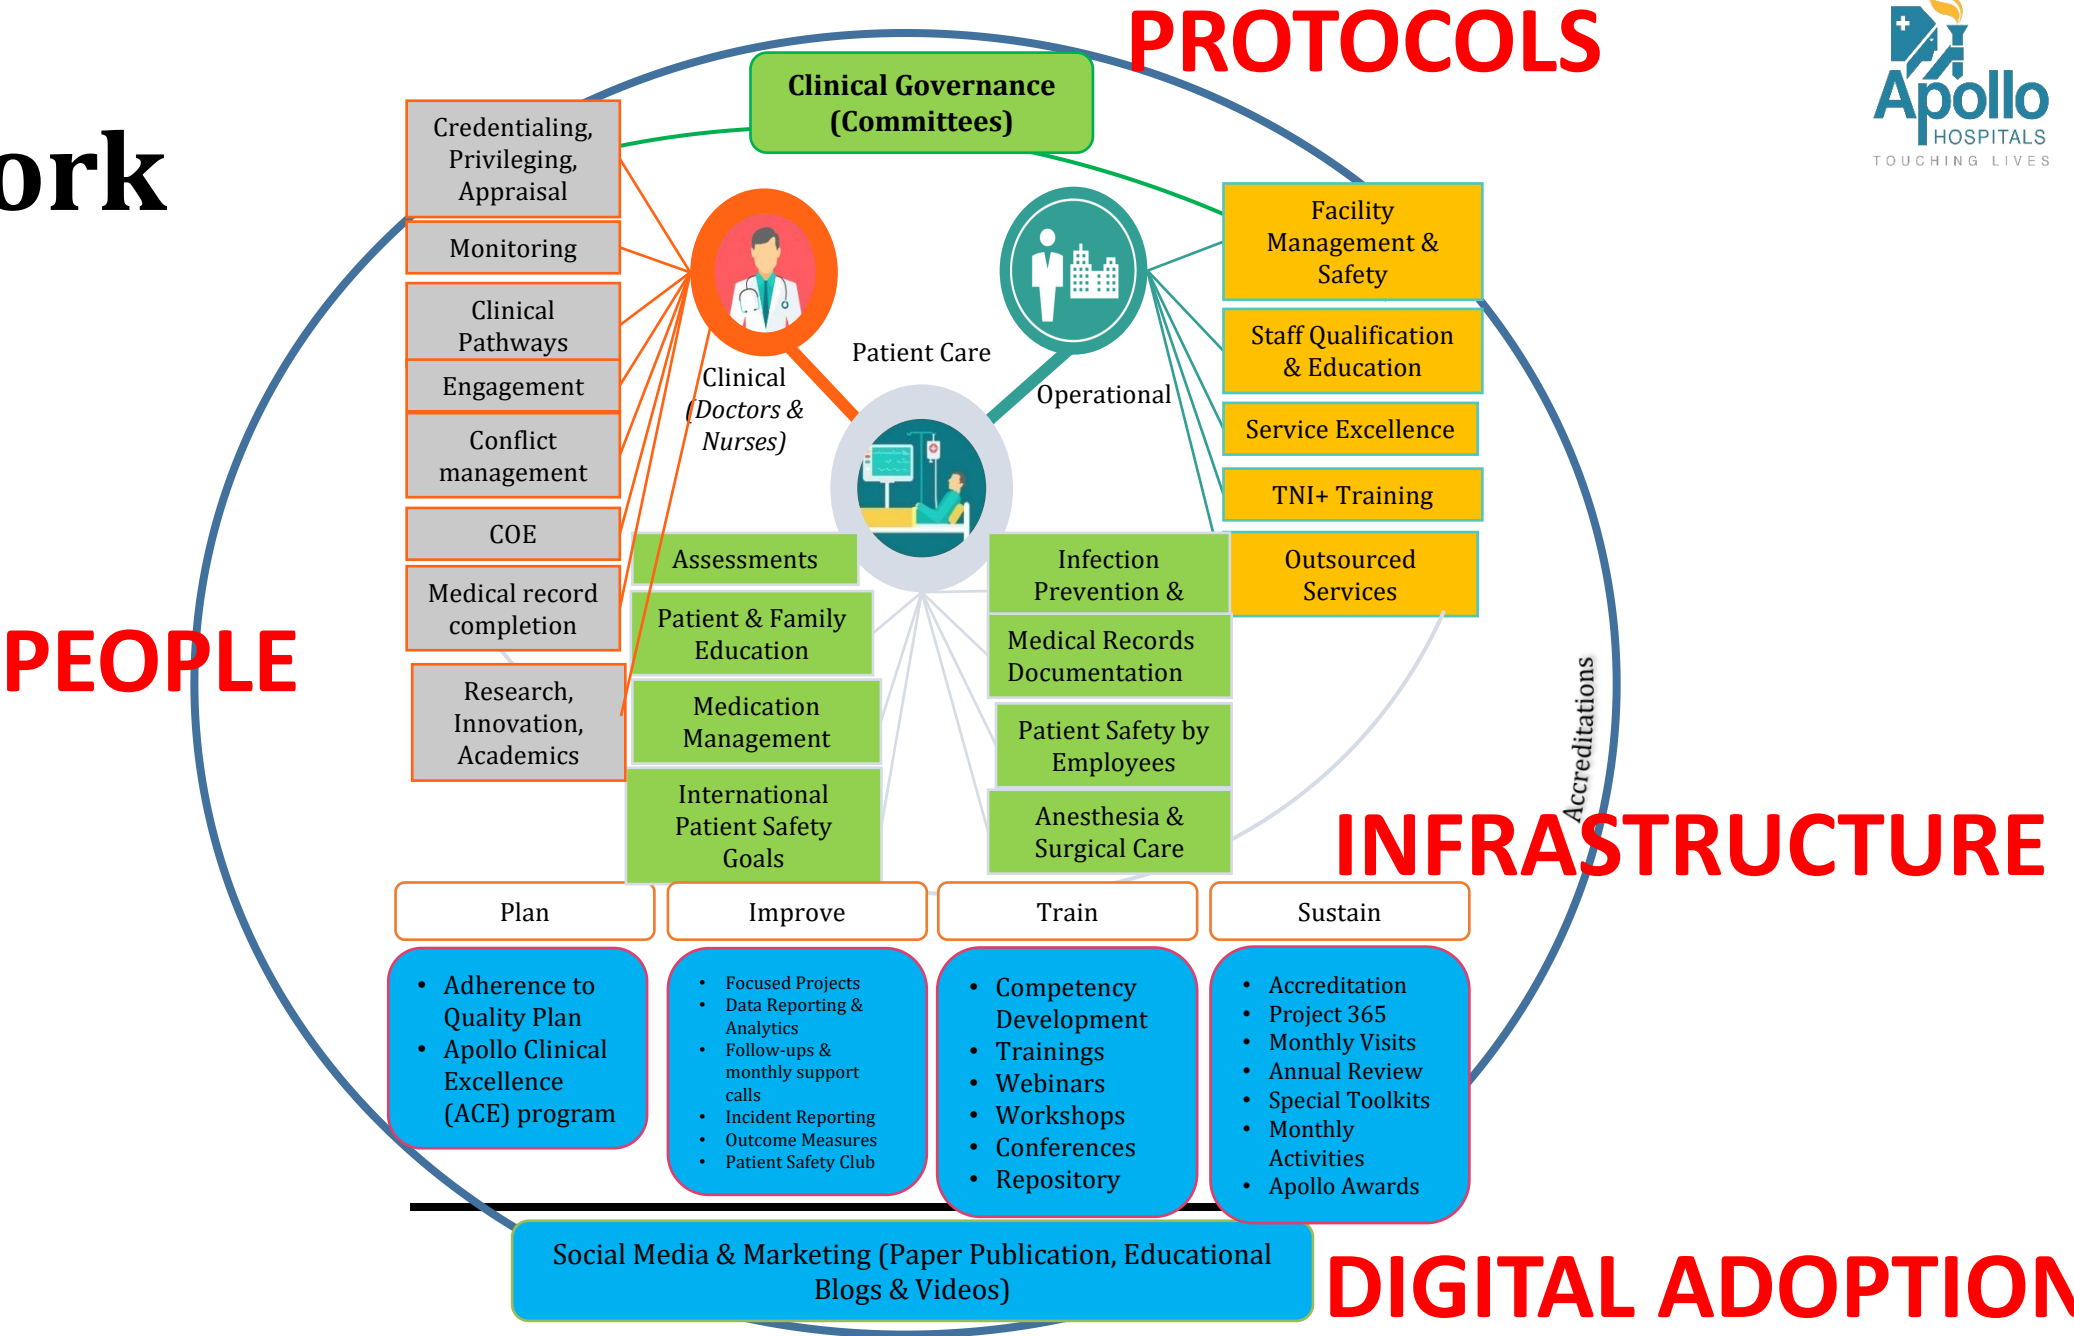 PROTOCOLS
Apollo
HOSPITALS
TOUCHING LIVES
ork
Clinical Governance
(Committees)
Credentialing,
Privileging,
Appraisal
Monitoring
Clinical
Pathways
Engagement
Conflict
management
COE
Medical record
completion
Research,
Innovation,
Academics
Clinical
(Doctors &
Nurses)
Patient Care
Operational
Facility
Management &
Safety
Staff Qualification
& Education
Service Excellence
TNI+ Training
Outsourced
Services
Assessments
Patient & Family
Education
Medication
Management
International
Patient Safety
Goals
Infection
Prevention &
Medical Records
Documentation
Patient Safety by
Employees
Anesthesia &
Surgical Care
PEOPLE
Accreditations
INFRASTRUCTURE
Plan
• Adherence to
Quality Plan
• Apollo Clinical
Excellence
(ACE) program
Improve
• Focused Projects
• Data Reporting &
Analytics
• Follow-ups &
monthly support
calls
• Incident Reporting
• Outcome Measures
• Patient Safety Club
Train
• Competency
Development
• Trainings
• Webinars
• Workshops
• Conferences
• Repository
Sustain
• Accreditation
• Project 365
• Monthly Visits
• Annual Review
• Special Toolkits
• Monthly
Activities
• Apollo Awards
Social Media & Marketing (Paper Publication, Educational
Blogs & Videos)
DIGITAL ADOPTION